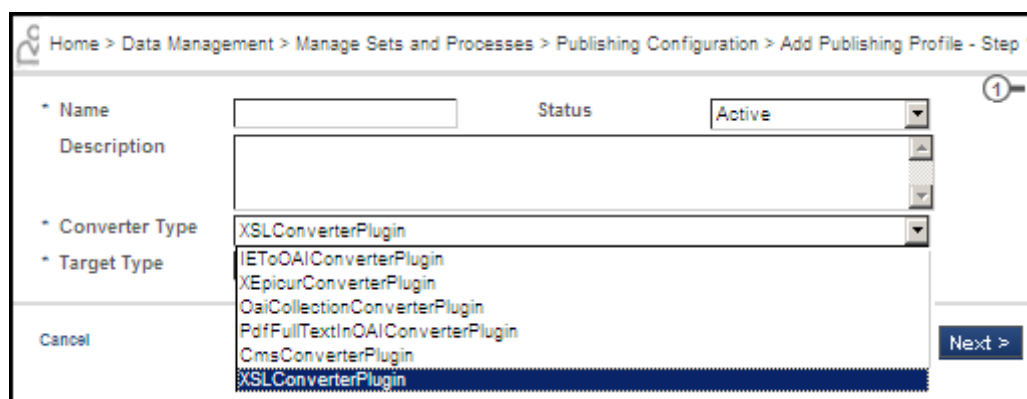 Home > Data Management > Manage Sets and Processes > Publishing Configuration > Add Publishing Profile - Step
1
* Name Status Active
Description
* Converter Type XSLConverterPlugin
* Target Type IEToOAIConverterPlugin
XEpicurConverterPlugin
OaiCollectionConverterPlugin
PdfFullTextInOAIConverterPlugin
CmsConverterPlugin
XSLConverterPlugin
Cancel Next >